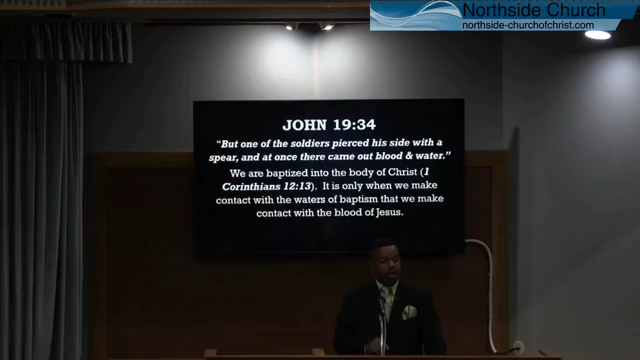 Northside Church
northside-churchofchrist.com
JOHN 19:34
“But one of the soldiers pierced his side with a
spear, and at once there came out blood & water.”
We are baptized into the body of Christ (1
Corinthians 12:13).  It is only when we make
contact with the waters of baptism that we make
contact with the blood of Jesus.